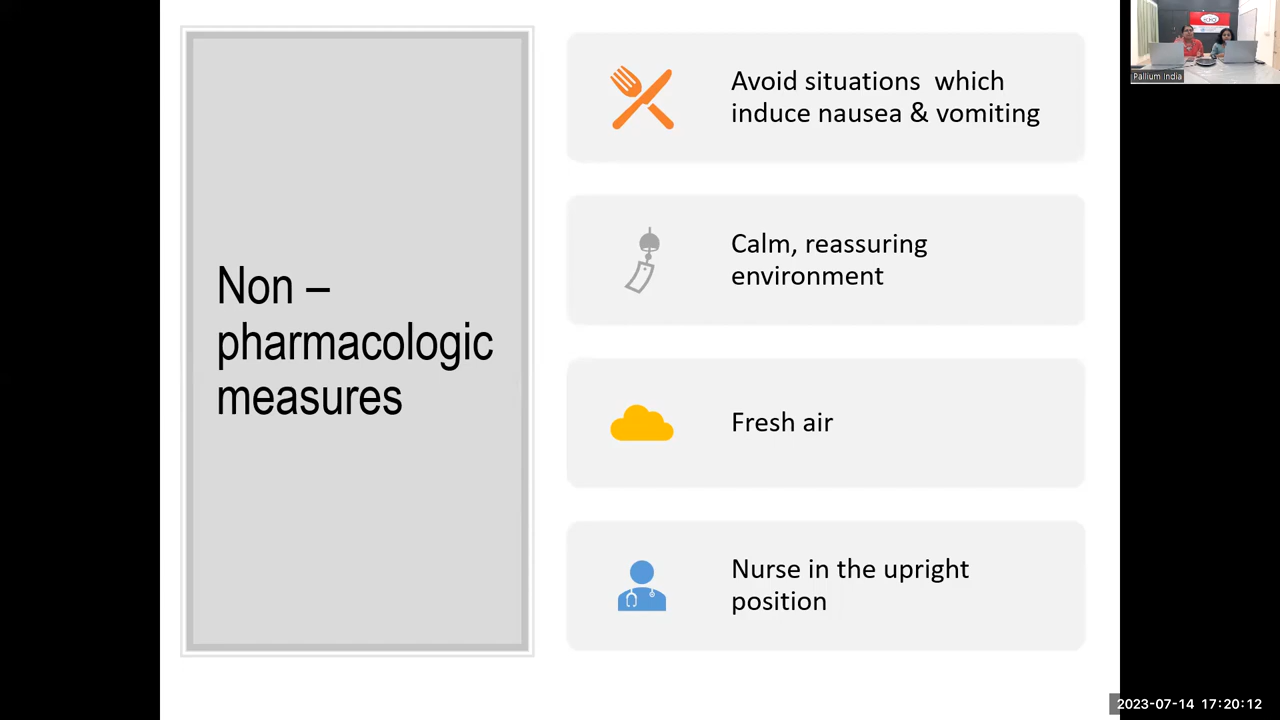 Non –
pharmacologic
measures
Avoid situations  which
induce nausea & vomiting
Calm, reassuring
environment
Fresh air
Nurse in the upright
position
Pallium India
2023-07-14 17:20:12